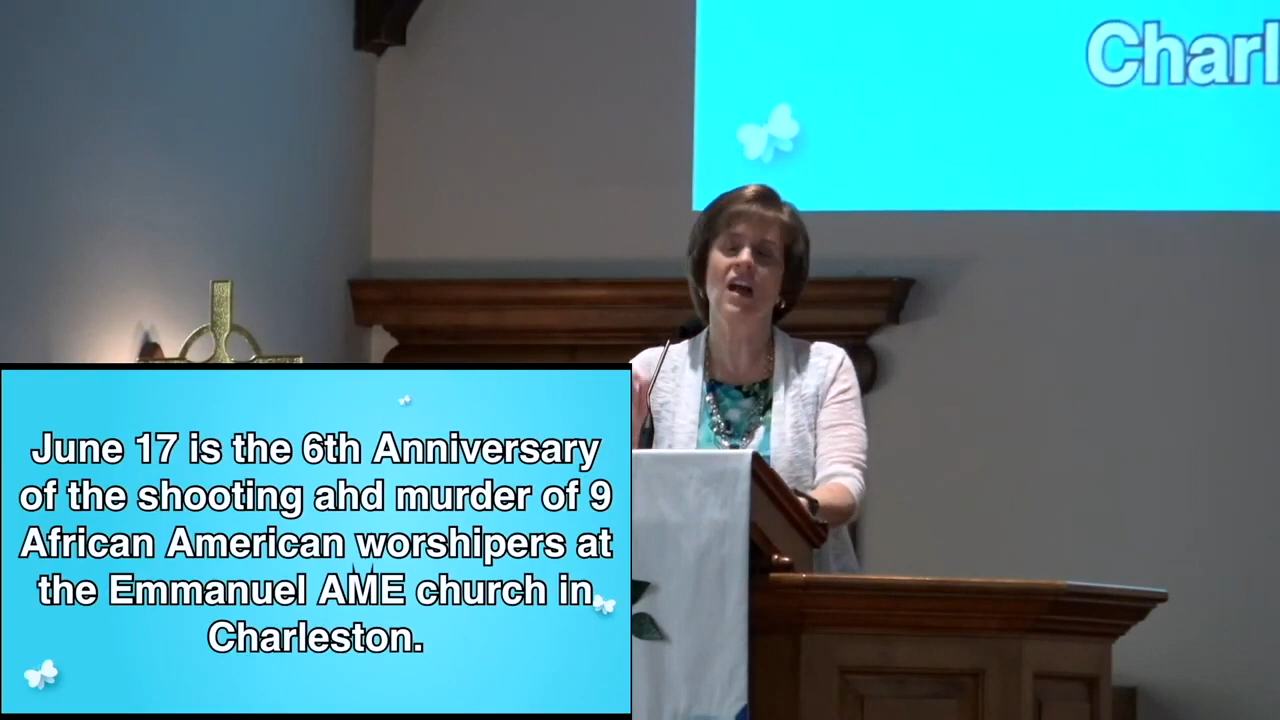 Charl
June 17 is the 6th Anniversary
of the shooting ahd murder of 9
African American worshipers at
the Emmanuel AME church in
Charleston.